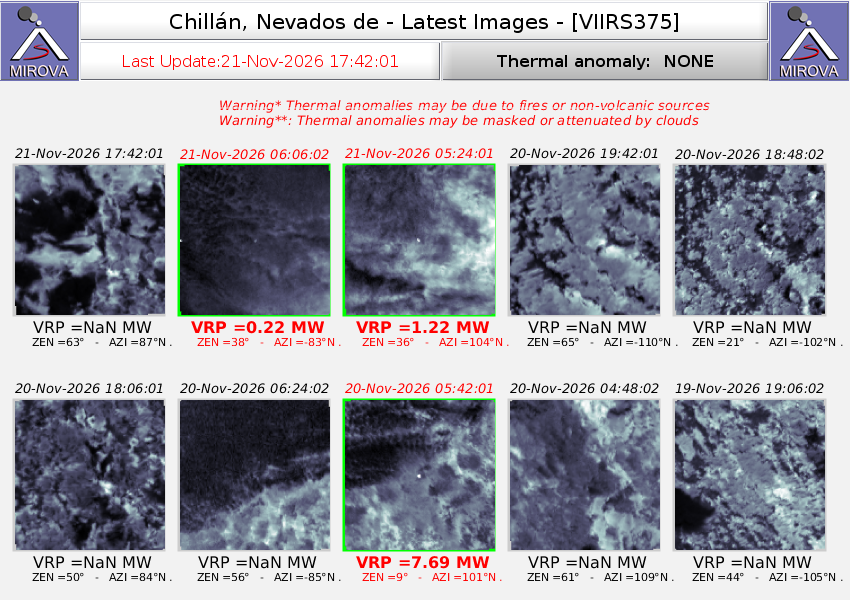 Chillán, Nevados de - Latest Images - [VIIRS375]
MIROVA
Last Update:21-Nov-2026 17:42:01
Thermal anomaly: NONE
MIROVA
Warning* Thermal anomalies may be due to fires or non-volcanic sources
Warning**: Thermal anomalies may be masked or attenuated by clouds
21-Nov-2026 17:42:01
21-Nov-2026 06:06:02
21-Nov-2026 05:24:01
20-Nov-2026 19:42:01
20-Nov-2026 18:48:02
VRP =NaN MW
VRP =0.22 MW
VRP =1.22 MW
VRP =NaN MW
VRP =NaN MW
ZEN =63° - AZI =87°N .
ZEN =38° - AZI =-83°N .
ZEN =36° - AZI =104°N .
ZEN =65° - AZI =-110°N .
ZEN =21° - AZI =-102°N .
20-Nov-2026 18:06:01
20-Nov-2026 06:24:02
20-Nov-2026 05:42:01
20-Nov-2026 04:48:02
19-Nov-2026 19:06:02
VRP =NaN MW
VRP =NaN MW
VRP =7.69 MW
VRP =NaN MW
VRP =NaN MW
ZEN =50° - AZI =84°N .
ZEN =56° - AZI =-85°N .
ZEN =9° - AZI =101°N .
ZEN =61° - AZI =109°N .
ZEN =44° - AZI =-105°N .